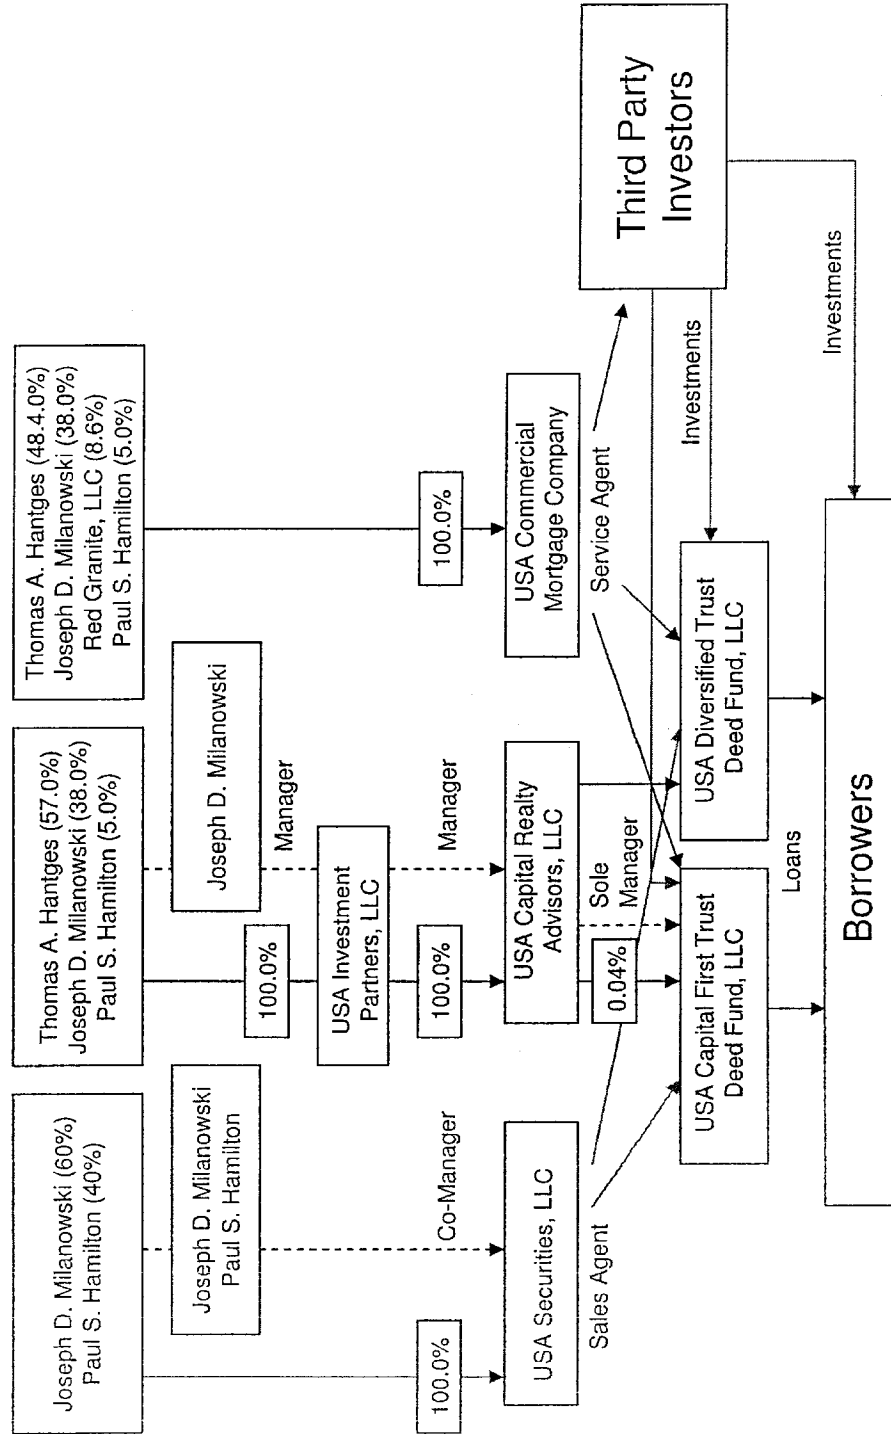 Joseph D. Milanowski (60%)
Paul S. Hamilton (40%)
Thomas A. Hantges (57.0%)
Joseph D. Milanowski (38.0%)
Paul S. Hamilton (5.0%)
Thomas A. Hantges (48.4.0%)
Joseph D. Milanowski (38.0%)
Red Granite, LLC (8.6%)
Paul S. Hamilton (5.0%)
Joseph D. Milanowski
Paul S. Hamilton
Joseph D. Milanowski
100.0%
Manager
USA Investment
Partners, LLC
100.0%
Co-Manager
100.0%
Manager
100.0%
USA Securities, LLC
USA Capital Realty
Advisors, LLC
USA Commercial
Mortgage Company
Sales Agent
0.04%
Sole
Manager
Service Agent
Third Party
Investors
USA Capital First Trust
Deed Fund, LLC
USA Diversified Trust
Deed Fund, LLC
Investments
Loans
Investments
Borrowers